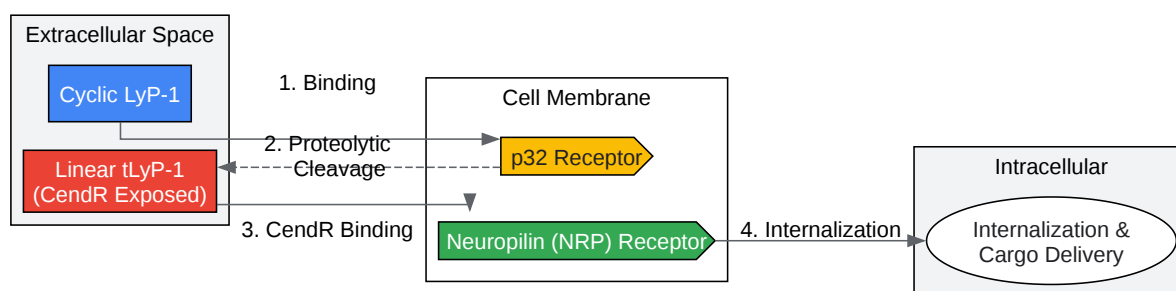 Extracellular Space
Cyclic LyP-1
Linear tLyP-1
(CendR Exposed)
1. Binding
2. Proteolytic
Cleavage
3. CendR Binding
Cell Membrane
p32 Receptor
Neuropilin (NRP) Receptor
4. Internalization
Intracellular
Internalization &
Cargo Delivery